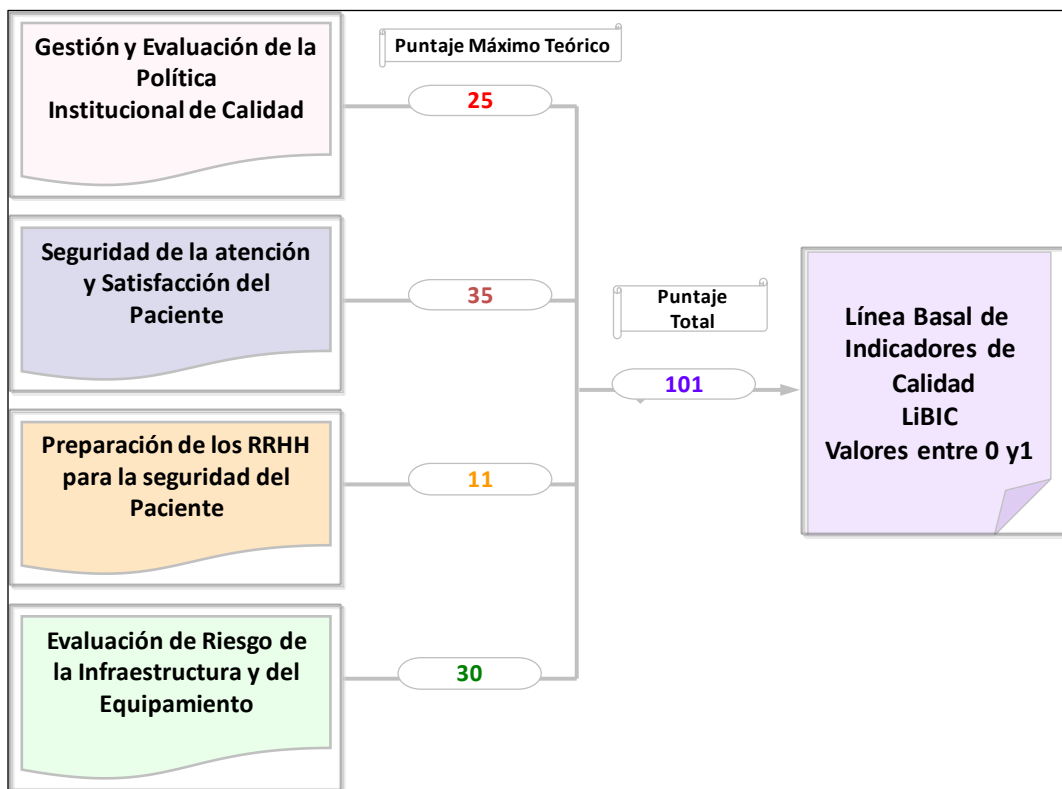 Gestión y Evaluación de la
Política
Institucional de Calidad
Puntaje Máximo Teórico
25
Seguridad de la atención
y Satisfacción del
Paciente
35
Puntaje
Total
101
Línea Basal de
Indicadores de
Calidad
LiBIC
Valores entre 0 y1
Preparación de los RRHH
para la seguridad del
Paciente
11
Evaluación de Riesgo de
la Infraestructura y del
Equipamiento
30